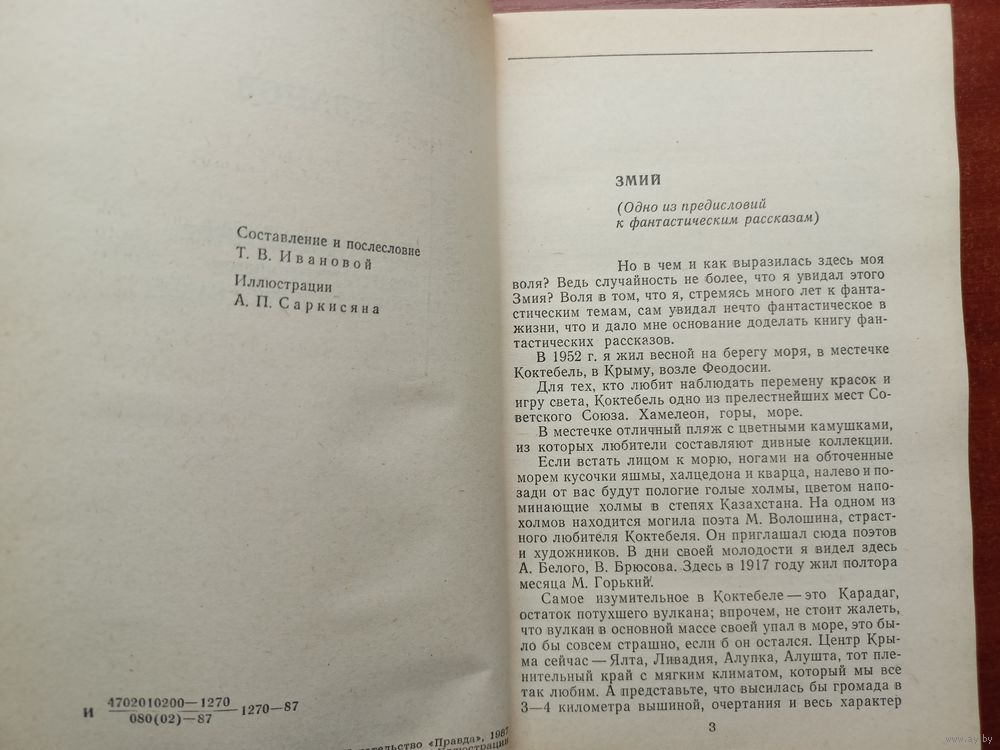 Составление и послесловие
Т. В. Ивановой
Иллюстрации
А. П. Саркисяна
И 4702010200—1270
080(02)—87 1270—87
«Правда», 1987
Иллюстрации
ЗМИЙ
(Одно из предисловий
к фантастическим рассказам)
Но в чем и как выразилась здесь моя
воля? Ведь случайность не более, что я увидал этого
Змия? Воля в том, что я, стремясь много лет к фанта-
стическим темам, сам увидал нечто фантастическое в
жизни, что и дало мне основание доделать книгу фан-
тастических рассказов.
В 1952 г. я жил весной на берегу моря, в местечке
Коктебель, в Крыму, возле Феодосии.
Для тех, кто любит наблюдать перемену красок и
игру света, Коктебель одно из прелестнейших мест Со-
ветского Союза. Хамелеон, горы, море.
В местечке отличный пляж с цветными камушками,
из которых любители составляют дивные коллекции.
Если встать лицом к морю, ногами на обточенные
морем кусочки яшмы, халцедона и кварца, налево и по-
зади от вас будут пологие голые холмы, цветом напо-
минающие холмы в степях Казахстана. На одном из
холмов находится могила поэта М. Волошина, страст-
ного любителя Коктебеля. Он приглашал сюда поэтов
и художников. В дни своей молодости я видел здесь
А. Белого, В. Брюсова. Здесь в 1917 году жил полтора
месяца М. Горький.
Самое изумительное в Коктебеле — это Карадаг,
остаток потухшего вулкана; впрочем, не стоит жалеть,
что вулкан в основной массе своей упал в море, это бы-
ло бы совсем страшно, если б он остался. Центр Кры-
ма сейчас — Ялта, Ливадия, Алупка, Алушта, тот пле-
нительный край с мягким климатом, который мы все
так любим. А представьте, что высилась бы громада в
3—4 километра вышиной, очертания и весь характер
3
www.ay.by